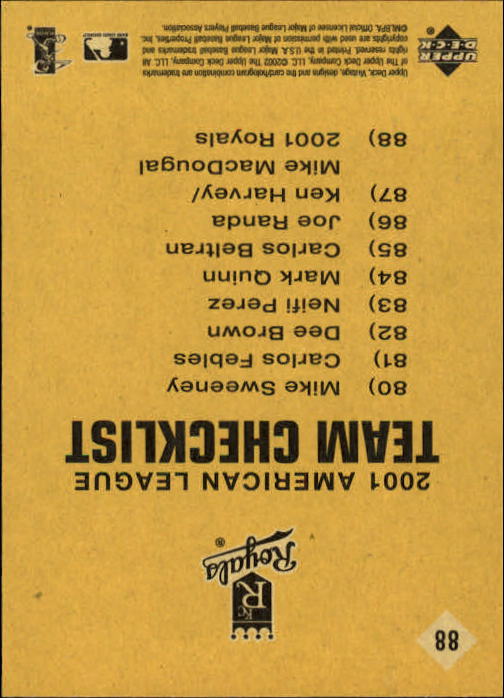 88
KC
R
Royals®
2001 AMERICAN LEAGUE
TEAM CHECKLIST
80) Mike Sweeney
81) Carlos Febles
82) Dee Brown
83) Neifi Perez
84) Mark Quinn
85) Carlos Beltran
86) Joe Randa
87) Ken Harvey/
Mike MacDougal
88) 2001 Royals
UPPER
DECK
Upper Deck, Vintage, designs and the card/hologram combination are trademarks
of The Upper Deck Company, LLC. ©2002 The Upper Deck Company, LLC. All
rights reserved. Printed in the U.S.A. Major League Baseball trademarks and
copyrights are used with permission of Major League Baseball Properties, Inc.
©MLBPA. Official Licensee of Major League Baseball Players Association